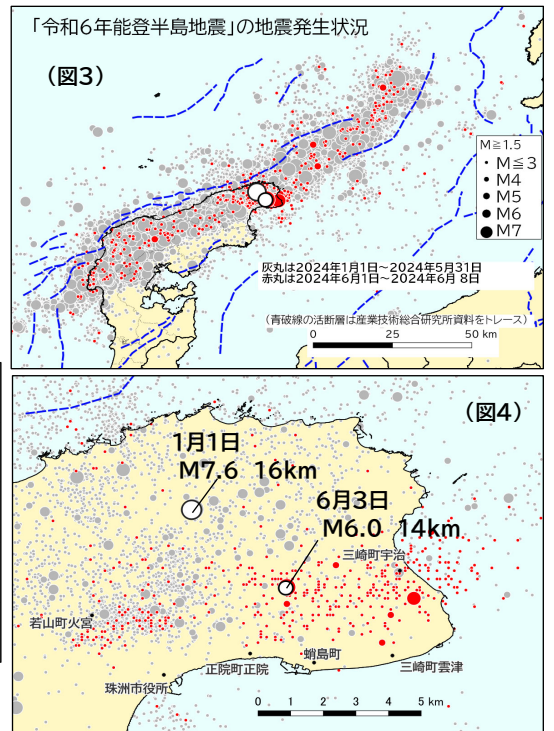 「令和6年能登半島地震」の地震発生状況
(図3)
M≧1.5
M≦3
M4
M5
M6
M7
灰丸は2024年1月1日～2024年5月31日
赤丸は2024年6月1日～2024年6月 8日
(青破線の活断層は産業技術総合研究所資料をトレース)
0 25 50 km
(図4)
1月1日
M7.6 16km
6月3日
M6.0 14km
三崎町宇治
若山町火宮
正院町正院
蛸島町
三崎町雲津
珠洲市役所
0 1 2 3 4 5 km